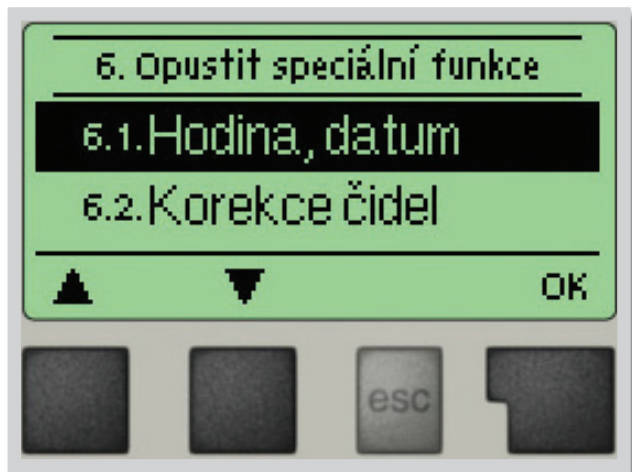 6. Opustit speciální funkce
6.1.Hodina, datum
6.2.Korekce čidel
OK
esc